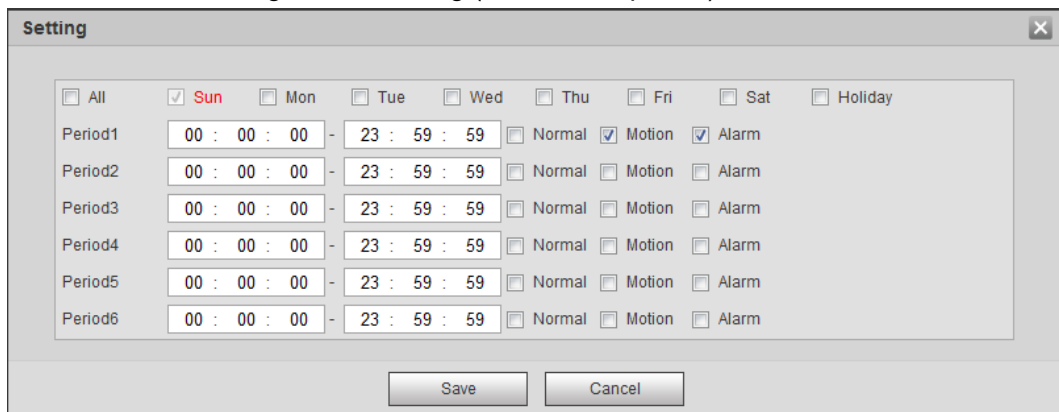 Setting
All Sun Mon Tue Wed Thu Fri Sat Holiday
Period1 00 : 00 : 00 - 23 : 59 : 59 Normal Motion Alarm
Period2 00 : 00 : 00 - 23 : 59 : 59 Normal Motion Alarm
Period3 00 : 00 : 00 - 23 : 59 : 59 Normal Motion Alarm
Period4 00 : 00 : 00 - 23 : 59 : 59 Normal Motion Alarm
Period5 00 : 00 : 00 - 23 : 59 : 59 Normal Motion Alarm
Period6 00 : 00 : 00 - 23 : 59 : 59 Normal Motion Alarm
Save Cancel